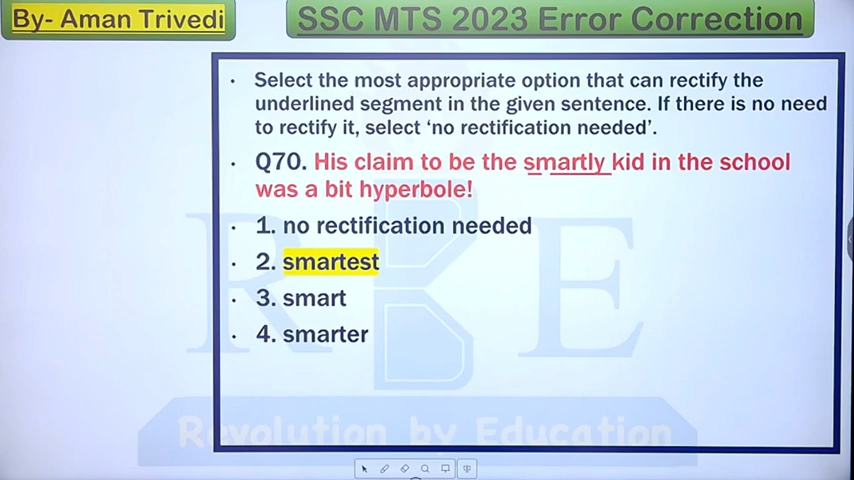 By- Aman Trivedi
SSC MTS 2023 Error Correction
• Select the most appropriate option that can rectify the
underlined segment in the given sentence. If there is no need
to rectify it, select ‘no rectification needed’.
• Q70. His claim to be the smartly kid in the school
was a bit hyperbole!
• 1. no rectification needed
• 2. smartest
• 3. smart
• 4. smarter
RBE
Revolution by Education